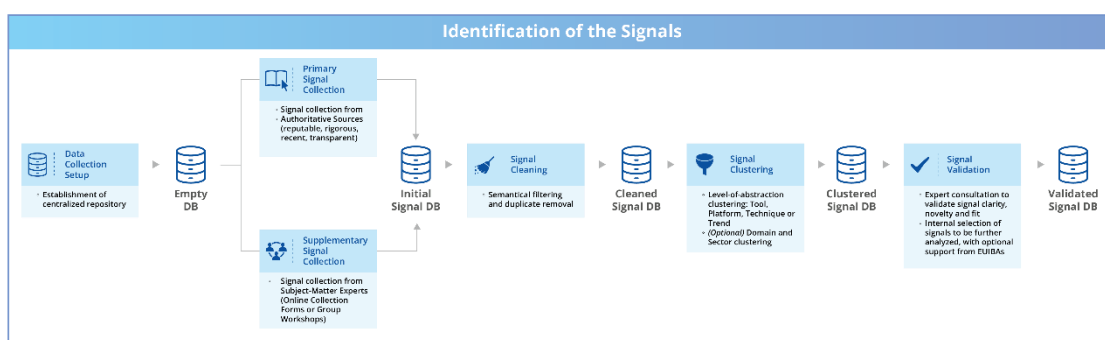 Identification of the Signals
Data
Collection
Setup
◦ Establishment of
centralized repository
Empty
DB
Primary
Signal
Collection
◦ Signal collection from
◦ Authoritative Sources
(reputable, rigorous,
recent, transparent)
Supplementary
Signal
Collection
◦ Signal collection from
Subject-Matter Experts
(Online Collection
Forms or Group
Workshops)
Initial
Signal DB
Signal
Cleaning
◦ Semantical filtering
and duplicate removal
Cleaned
Signal DB
Signal
Clustering
◦ Level-of-abstraction
clustering: Tool,
Platform, Technique or
Trend
◦ (Optional) Domain and
Sector clustering
Clustered
Signal DB
Signal
Validation
◦ Expert consultation to
validate signal clarity,
novelty and fit
◦ Internal selection of
signals to be further
analyzed, with optional
support from EUIBAs
Validated
Signal DB